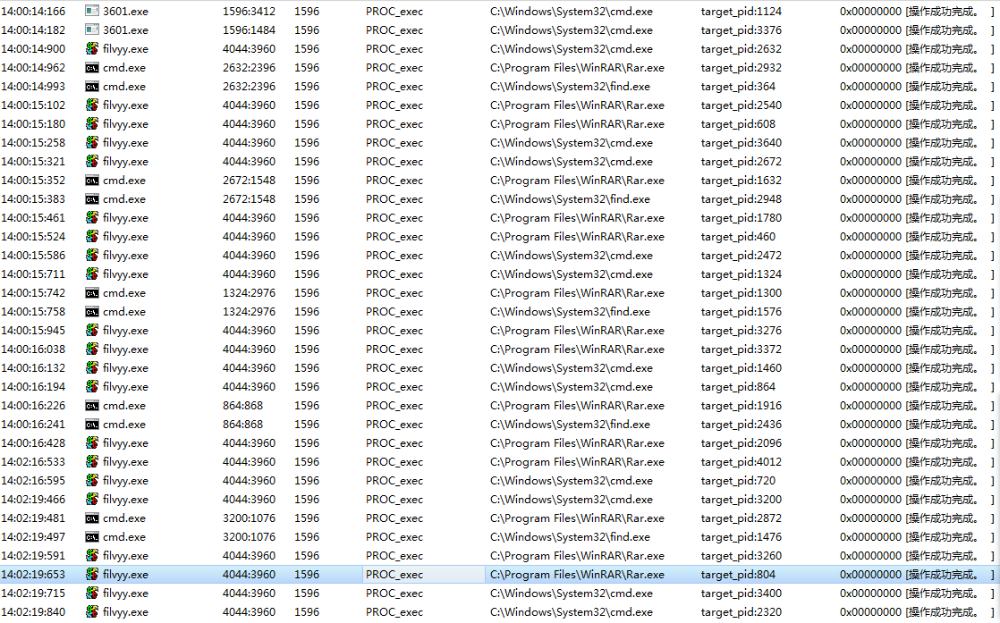 14:00:14:166 3601.exe 1596:3412 1596 PROC_exec C:\Windows\System32\cmd.exe target_pid:1124 0x00000000 [操作成功完成。 ]
14:00:14:182 3601.exe 1596:1484 1596 PROC_exec C:\Windows\System32\cmd.exe target_pid:3376 0x00000000 [操作成功完成。 ]
14:00:14:900 filvyy.exe 4044:3960 1596 PROC_exec C:\Windows\System32\cmd.exe target_pid:2632 0x00000000 [操作成功完成。 ]
14:00:14:962 cmd.exe 2632:2396 1596 PROC_exec C:\Program Files\WinRAR\Rar.exe target_pid:2932 0x00000000 [操作成功完成。 ]
14:00:14:993 cmd.exe 2632:2396 1596 PROC_exec C:\Windows\System32\find.exe target_pid:364 0x00000000 [操作成功完成。 ]
14:00:15:102 filvyy.exe 4044:3960 1596 PROC_exec C:\Program Files\WinRAR\Rar.exe target_pid:2540 0x00000000 [操作成功完成。 ]
14:00:15:180 filvyy.exe 4044:3960 1596 PROC_exec C:\Program Files\WinRAR\Rar.exe target_pid:608 0x00000000 [操作成功完成。 ]
14:00:15:258 filvyy.exe 4044:3960 1596 PROC_exec C:\Windows\System32\cmd.exe target_pid:3640 0x00000000 [操作成功完成。 ]
14:00:15:321 filvyy.exe 4044:3960 1596 PROC_exec C:\Windows\System32\cmd.exe target_pid:2672 0x00000000 [操作成功完成。 ]
14:00:15:352 cmd.exe 2672:1548 1596 PROC_exec C:\Program Files\WinRAR\Rar.exe target_pid:1632 0x00000000 [操作成功完成。 ]
14:00:15:383 cmd.exe 2672:1548 1596 PROC_exec C:\Windows\System32\find.exe target_pid:2948 0x00000000 [操作成功完成。 ]
14:00:15:461 filvyy.exe 4044:3960 1596 PROC_exec C:\Program Files\WinRAR\Rar.exe target_pid:1780 0x00000000 [操作成功完成。 ]
14:00:15:524 filvyy.exe 4044:3960 1596 PROC_exec C:\Program Files\WinRAR\Rar.exe target_pid:460 0x00000000 [操作成功完成。 ]
14:00:15:586 filvyy.exe 4044:3960 1596 PROC_exec C:\Windows\System32\cmd.exe target_pid:2472 0x00000000 [操作成功完成。 ]
14:00:15:711 filvyy.exe 4044:3960 1596 PROC_exec C:\Windows\System32\cmd.exe target_pid:1324 0x00000000 [操作成功完成。 ]
14:00:15:742 cmd.exe 1324:2976 1596 PROC_exec C:\Program Files\WinRAR\Rar.exe target_pid:1300 0x00000000 [操作成功完成。 ]
14:00:15:758 cmd.exe 1324:2976 1596 PROC_exec C:\Windows\System32\find.exe target_pid:1576 0x00000000 [操作成功完成。 ]
14:00:15:945 filvyy.exe 4044:3960 1596 PROC_exec C:\Program Files\WinRAR\Rar.exe target_pid:3276 0x00000000 [操作成功完成。 ]
14:00:16:038 filvyy.exe 4044:3960 1596 PROC_exec C:\Program Files\WinRAR\Rar.exe target_pid:3372 0x00000000 [操作成功完成。 ]
14:00:16:132 filvyy.exe 4044:3960 1596 PROC_exec C:\Windows\System32\cmd.exe target_pid:1460 0x00000000 [操作成功完成。 ]
14:00:16:194 filvyy.exe 4044:3960 1596 PROC_exec C:\Windows\System32\cmd.exe target_pid:864 0x00000000 [操作成功完成。 ]
14:00:16:226 cmd.exe 864:868 1596 PROC_exec C:\Program Files\WinRAR\Rar.exe target_pid:1916 0x00000000 [操作成功完成。 ]
14:00:16:241 cmd.exe 864:868 1596 PROC_exec C:\Windows\System32\find.exe target_pid:2436 0x00000000 [操作成功完成。 ]
14:00:16:428 filvyy.exe 4044:3960 1596 PROC_exec C:\Program Files\WinRAR\Rar.exe target_pid:2096 0x00000000 [操作成功完成。 ]
14:02:16:533 filvyy.exe 4044:3960 1596 PROC_exec C:\Program Files\WinRAR\Rar.exe target_pid:4012 0x00000000 [操作成功完成。 ]
14:02:16:595 filvyy.exe 4044:3960 1596 PROC_exec C:\Windows\System32\cmd.exe target_pid:720 0x00000000 [操作成功完成。 ]
14:02:19:466 filvyy.exe 4044:3960 1596 PROC_exec C:\Windows\System32\cmd.exe target_pid:3200 0x00000000 [操作成功完成。 ]
14:02:19:481 cmd.exe 3200:1076 1596 PROC_exec C:\Program Files\WinRAR\Rar.exe target_pid:2872 0x00000000 [操作成功完成。 ]
14:02:19:497 cmd.exe 3200:1076 1596 PROC_exec C:\Windows\System32\find.exe target_pid:1476 0x00000000 [操作成功完成。 ]
14:02:19:591 filvyy.exe 4044:3960 1596 PROC_exec C:\Program Files\WinRAR\Rar.exe target_pid:3260 0x00000000 [操作成功完成。 ]
14:02:19:653 filvyy.exe 4044:3960 1596 PROC_exec C:\Program Files\WinRAR\Rar.exe target_pid:804 0x00000000 [操作成功完成。 ]
14:02:19:715 filvyy.exe 4044:3960 1596 PROC_exec C:\Windows\System32\cmd.exe target_pid:3400 0x00000000 [操作成功完成。 ]
14:02:19:840 filvyy.exe 4044:3960 1596 PROC_exec C:\Windows\System32\cmd.exe target_pid:2320 0x00000000 [操作成功完成。 ]